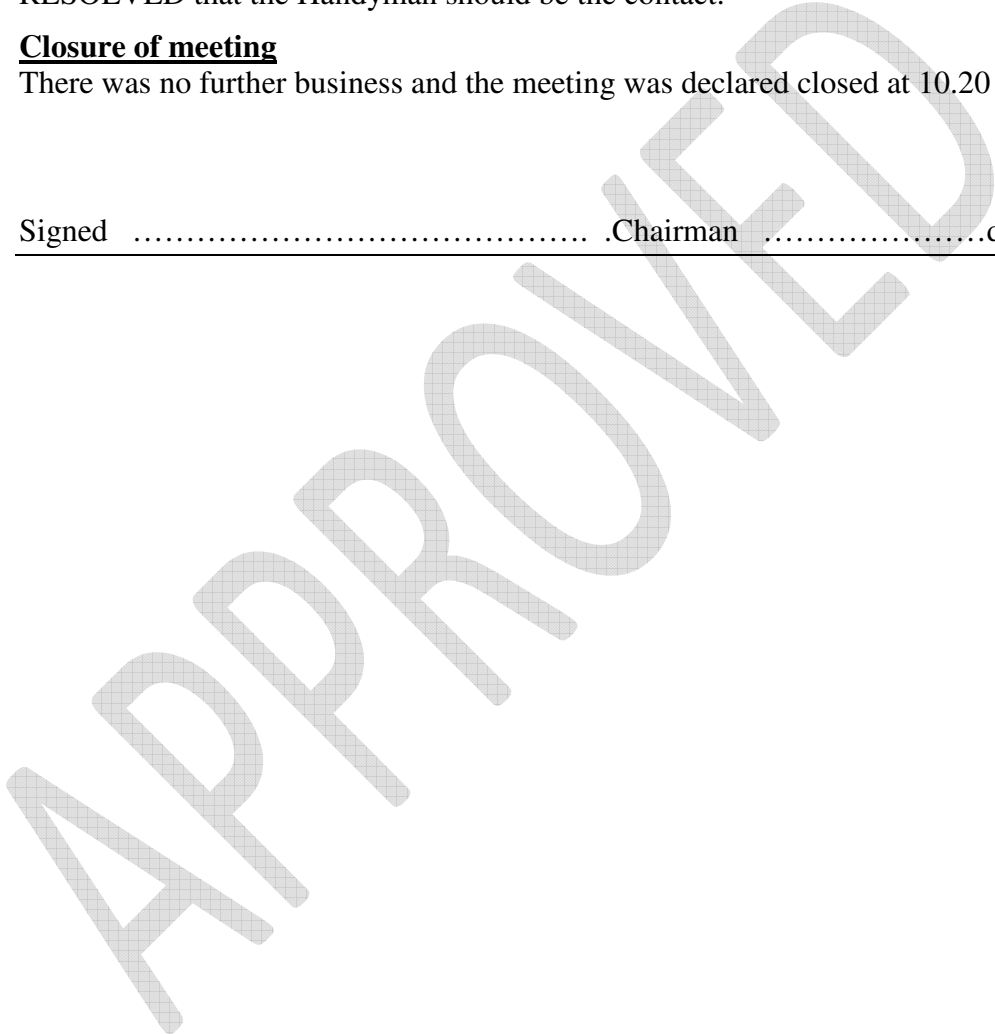 RESOLVED that the Handyman should be the contact.
Closure of meeting
There was no further business and the meeting was declared closed at 10.20
Signed ………………………………………. .Chairman …………………
APPROVED